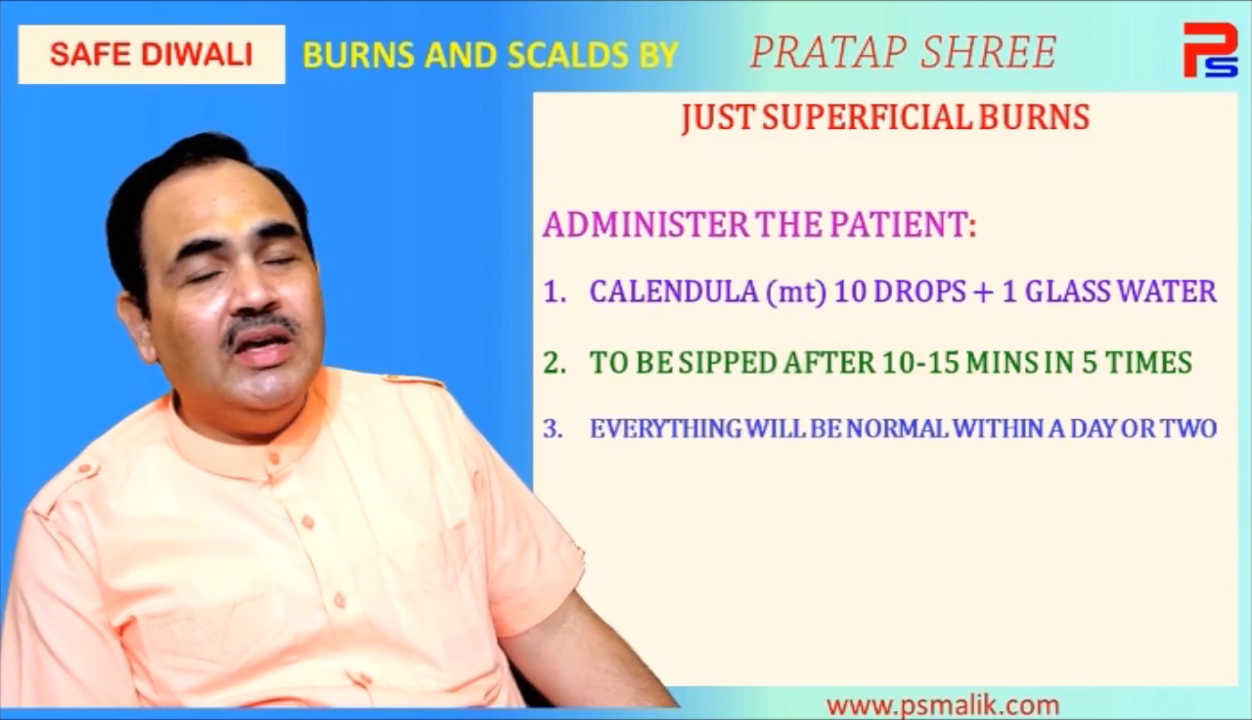 SAFE DIWALI
BURNS AND SCALDS BY
PRATAP SHREE
PS
JUST SUPERFICIAL BURNS
ADMINISTER THE PATIENT:
1. CALENDULA (mt) 10 DROPS + 1 GLASS WATER
2. TO BE SIPPED AFTER 10-15 MINS IN 5 TIMES
3. EVERYTHING WILL BE NORMAL WITHIN A DAY OR TWO
www.psmalik.com